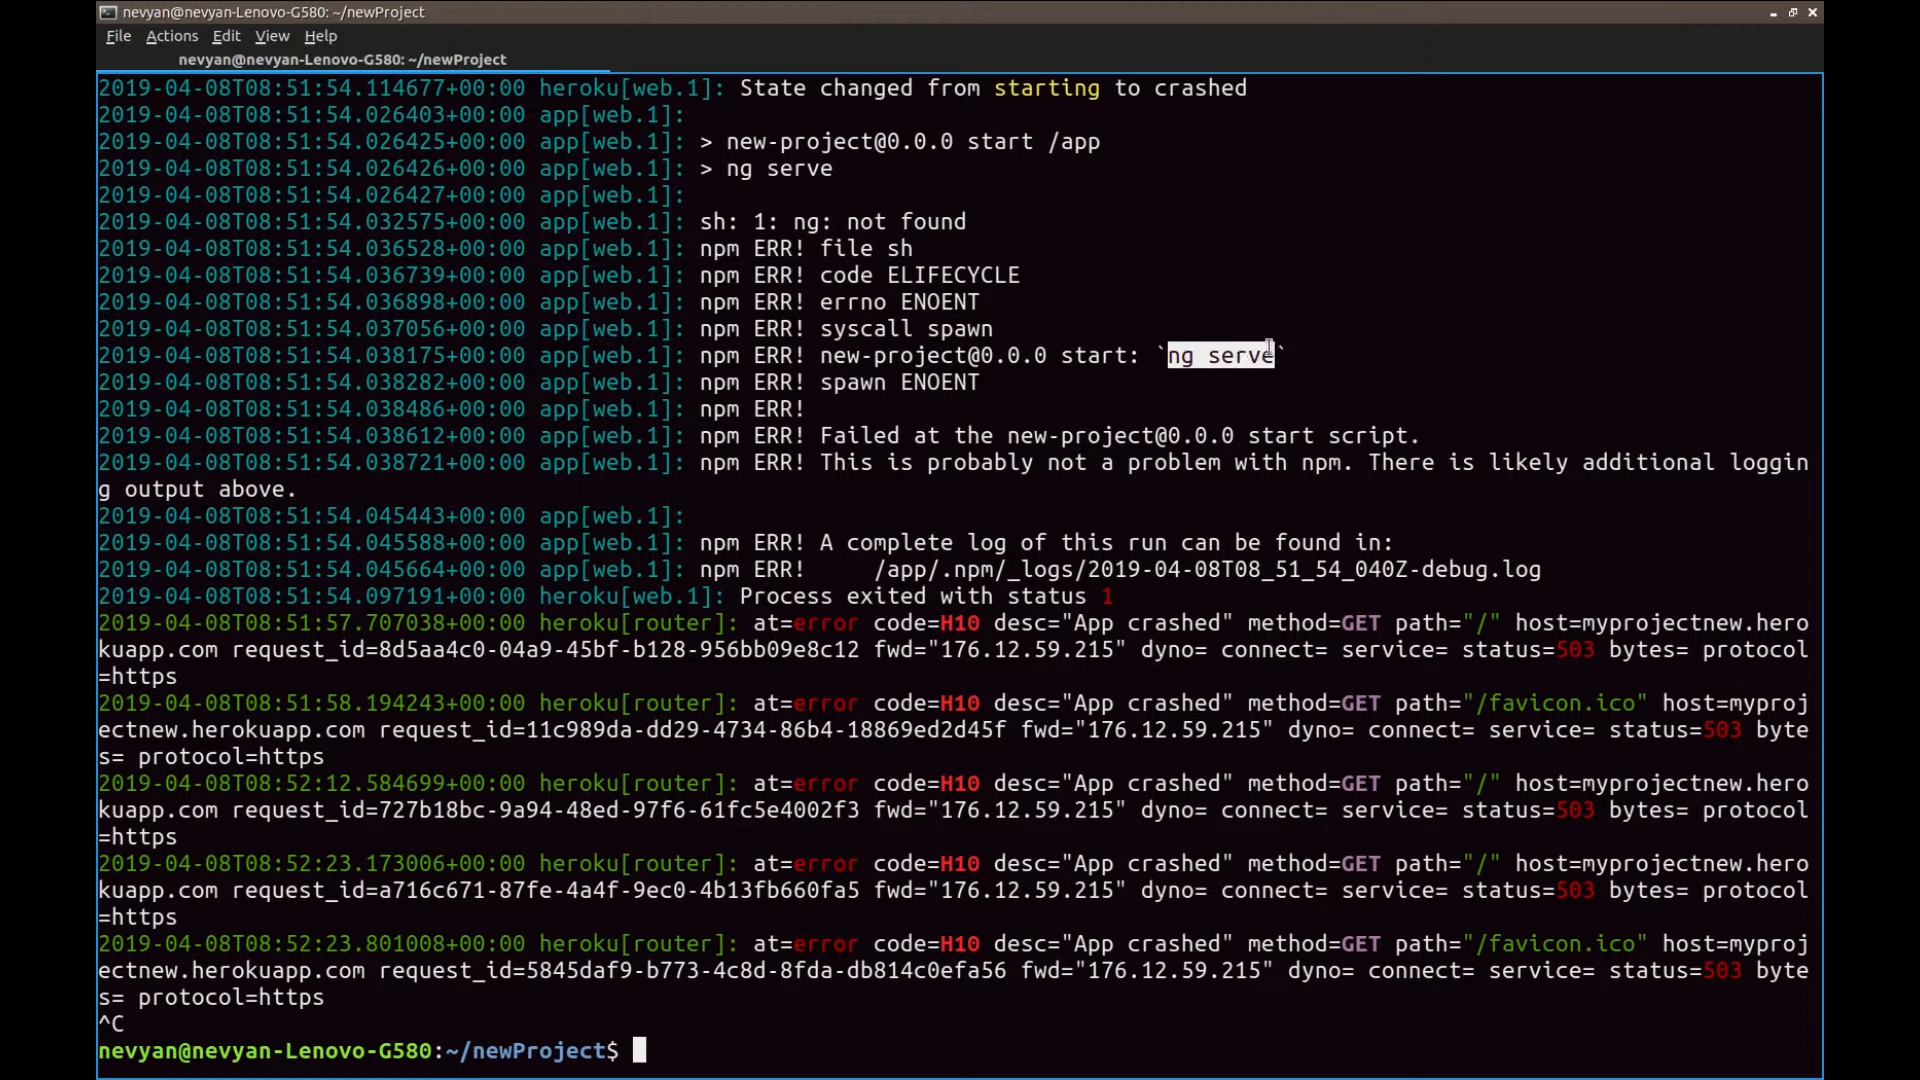 nevyan@nevyan-Lenovo-G580: ~/newProject
File Actions Edit View Help
nevyan@nevyan-Lenovo-G580: ~/newProject
2019-04-08T08:51:54.114677+00:00 heroku[web.1]: State changed from starting to crashed
2019-04-08T08:51:54.026403+00:00 app[web.1]:
2019-04-08T08:51:54.026425+00:00 app[web.1]: > new-project@0.0.0 start /app
2019-04-08T08:51:54.026426+00:00 app[web.1]: > ng serve
2019-04-08T08:51:54.026427+00:00 app[web.1]:
2019-04-08T08:51:54.032575+00:00 app[web.1]: sh: 1: ng: not found
2019-04-08T08:51:54.036528+00:00 app[web.1]: npm ERR! file sh
2019-04-08T08:51:54.036739+00:00 app[web.1]: npm ERR! code ELIFECYCLE
2019-04-08T08:51:54.036898+00:00 app[web.1]: npm ERR! errno ENOENT
2019-04-08T08:51:54.037056+00:00 app[web.1]: npm ERR! syscall spawn
2019-04-08T08:51:54.038175+00:00 app[web.1]: npm ERR! new-project@0.0.0 start: `ng serve`
2019-04-08T08:51:54.038282+00:00 app[web.1]: npm ERR! spawn ENOENT
2019-04-08T08:51:54.038486+00:00 app[web.1]: npm ERR!
2019-04-08T08:51:54.038612+00:00 app[web.1]: npm ERR! Failed at the new-project@0.0.0 start script.
2019-04-08T08:51:54.038721+00:00 app[web.1]: npm ERR! This is probably not a problem with npm. There is likely additional loggin
g output above.
2019-04-08T08:51:54.045443+00:00 app[web.1]:
2019-04-08T08:51:54.045588+00:00 app[web.1]: npm ERR! A complete log of this run can be found in:
2019-04-08T08:51:54.045664+00:00 app[web.1]: npm ERR!     /app/.npm/_logs/2019-04-08T08_51_54_040Z-debug.log
2019-04-08T08:51:54.097191+00:00 heroku[web.1]: Process exited with status 1
2019-04-08T08:51:57.707038+00:00 heroku[router]: at=error code=H10 desc="App crashed" method=GET path="/" host=myprojectnew.hero
kuapp.com request_id=8d5aa4c0-04a9-45bf-b128-956bb09e8c12 fwd="176.12.59.215" dyno= connect= service= status=503 bytes= protocol
=https
2019-04-08T08:51:58.194243+00:00 heroku[router]: at=error code=H10 desc="App crashed" method=GET path="/favicon.ico" host=myproj
ectnew.herokuapp.com request_id=11c989da-dd29-4734-86b4-18869ed2d45f fwd="176.12.59.215" dyno= connect= service= status=503 byte
s= protocol=https
2019-04-08T08:52:12.584699+00:00 heroku[router]: at=error code=H10 desc="App crashed" method=GET path="/" host=myprojectnew.hero
kuapp.com request_id=727b18bc-9a94-48ed-97f6-61fc5e4002f3 fwd="176.12.59.215" dyno= connect= service= status=503 bytes= protocol
=https
2019-04-08T08:52:23.173006+00:00 heroku[router]: at=error code=H10 desc="App crashed" method=GET path="/" host=myprojectnew.hero
kuapp.com request_id=a716c671-87fe-4a4f-9ec0-4b13fb660fa5 fwd="176.12.59.215" dyno= connect= service= status=503 bytes= protocol
=https
2019-04-08T08:52:23.801008+00:00 heroku[router]: at=error code=H10 desc="App crashed" method=GET path="/favicon.ico" host=myproj
ectnew.herokuapp.com request_id=5845daf9-b773-4c8d-8fda-db814c0efa56 fwd="176.12.59.215" dyno= connect= service= status=503 byte
s= protocol=https
^C
nevyan@nevyan-Lenovo-G580:~/newProject$